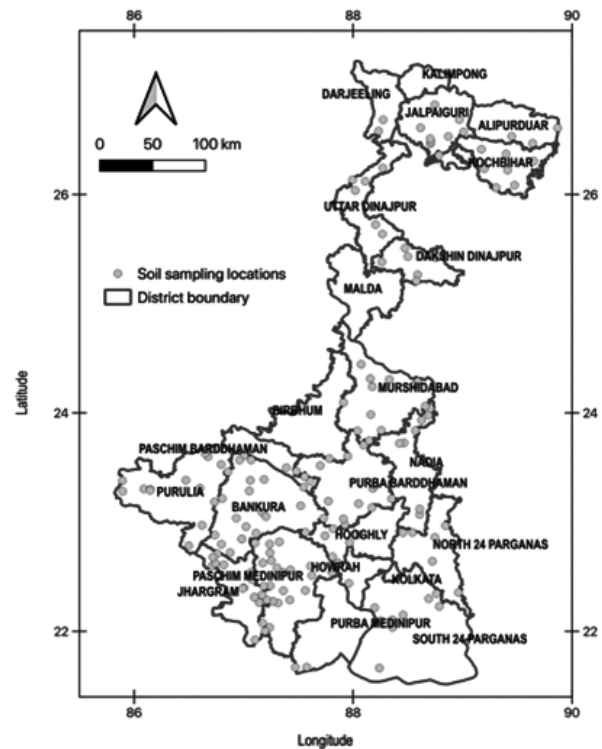 86 88 90
KALIMPONG
DARJEELING
JALPAIGURI
ALIPURDUAR
0 50 100 km
KOCHBIHAR
26 26
UTTAR DINAJPUR
DAKSHIN DINAJPUR
Soil sampling locations
MALDA
District boundary
Latitude
MURSHIDABAD
24 24
BIRBHUM
PASCHIM BARDDHAMAN
NADIA
PURBA BARDDHAMAN
PURULIA
BANKURA
HOOGHLY
NORTH 24 PARGANAS
HOWRAH
PASCHIM MEDINIPUR
KOLKATA
JHARGRAM
22 22
PURBA MEDINIPUR
SOUTH 24 PARGANAS
86 88 90
Longitude